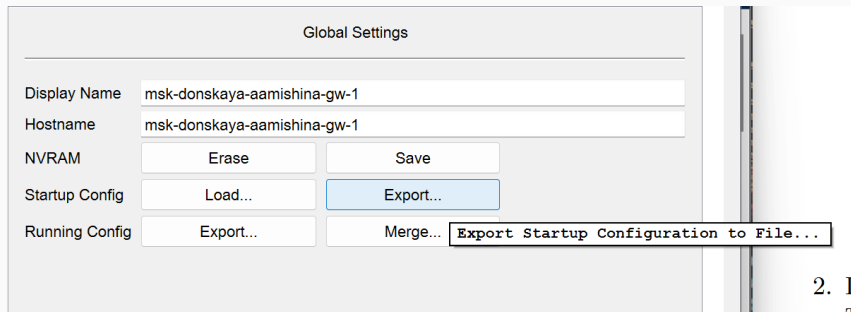 Global Settings
Display Name msk-donskaya-aamishina-gw-1
Hostname msk-donskaya-aamishina-gw-1
NVRAM Erase Save
Startup Config Load... Export...
Running Config Export... Merge...
Export Startup Configuration to File...
2.